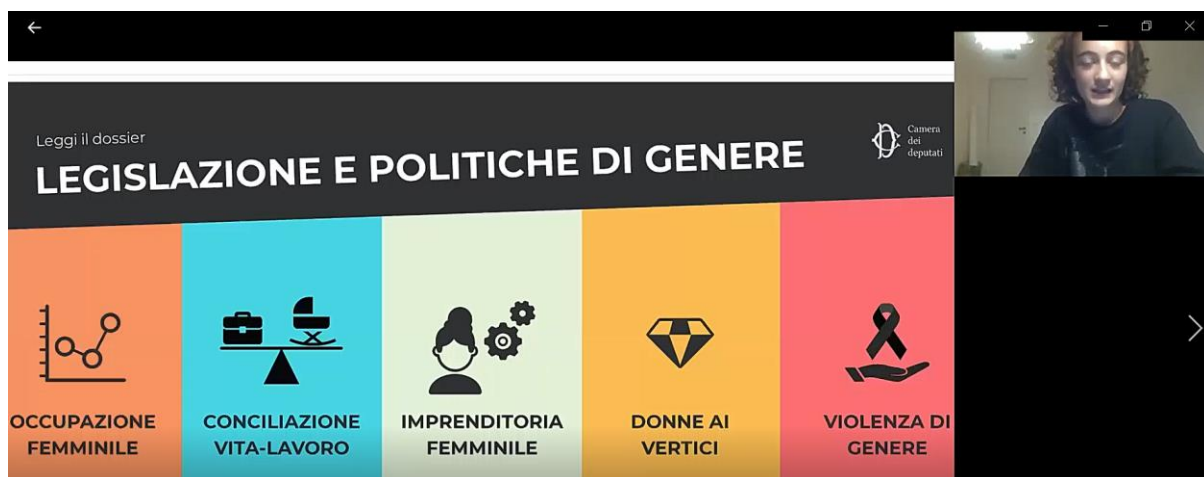 Leggi il dossier
LEGISLAZIONE E POLITICHE DI GENERE
Camera
dei
deputati
OCCUPAZIONE
FEMMINILE
CONCILIAZIONE
VITA-LAVORO
IMPRENDITORIA
FEMMINILE
DONNE AI
VERTICI
VIOLENZA DI
GENERE